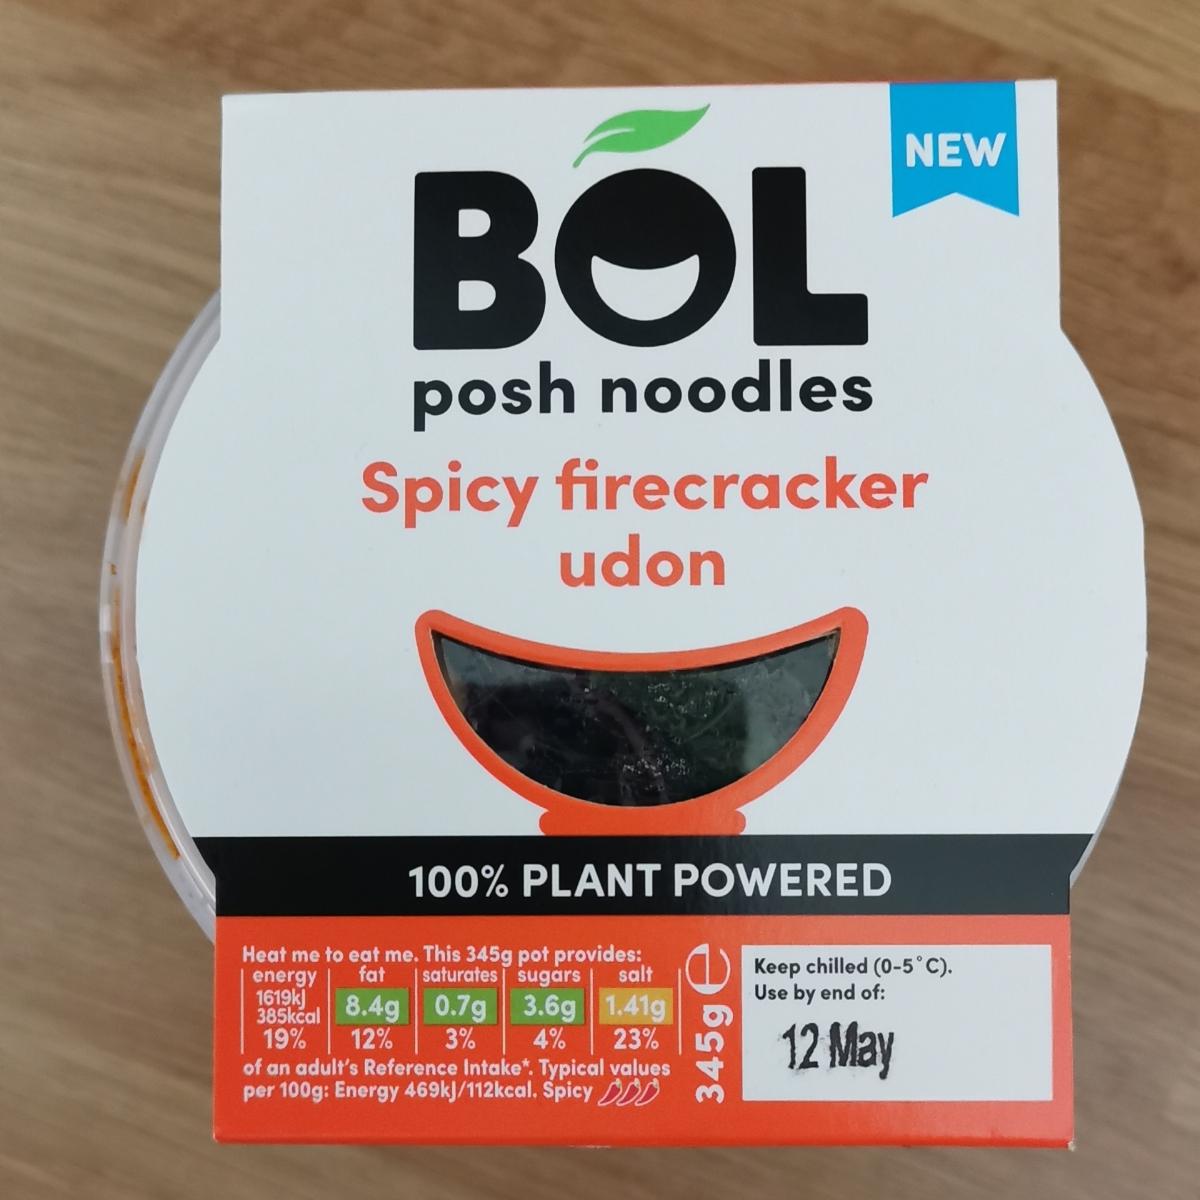 NEW
BOL
posh noodles
Spicy firecracker
udon
100% PLANT POWERED
Heat me to eat me. This 345g pot provides:
energy fat saturates sugars salt
1619kJ
385kcal 8.4g 0.7g 3.6g 1.41g
19% 12% 3% 4% 23%
of an adult's Reference Intake*. Typical values
per 100g: Energy 469kJ/112kcal. Spicy
345g e
Keep chilled (0-5°C).
Use by end of:
12 May